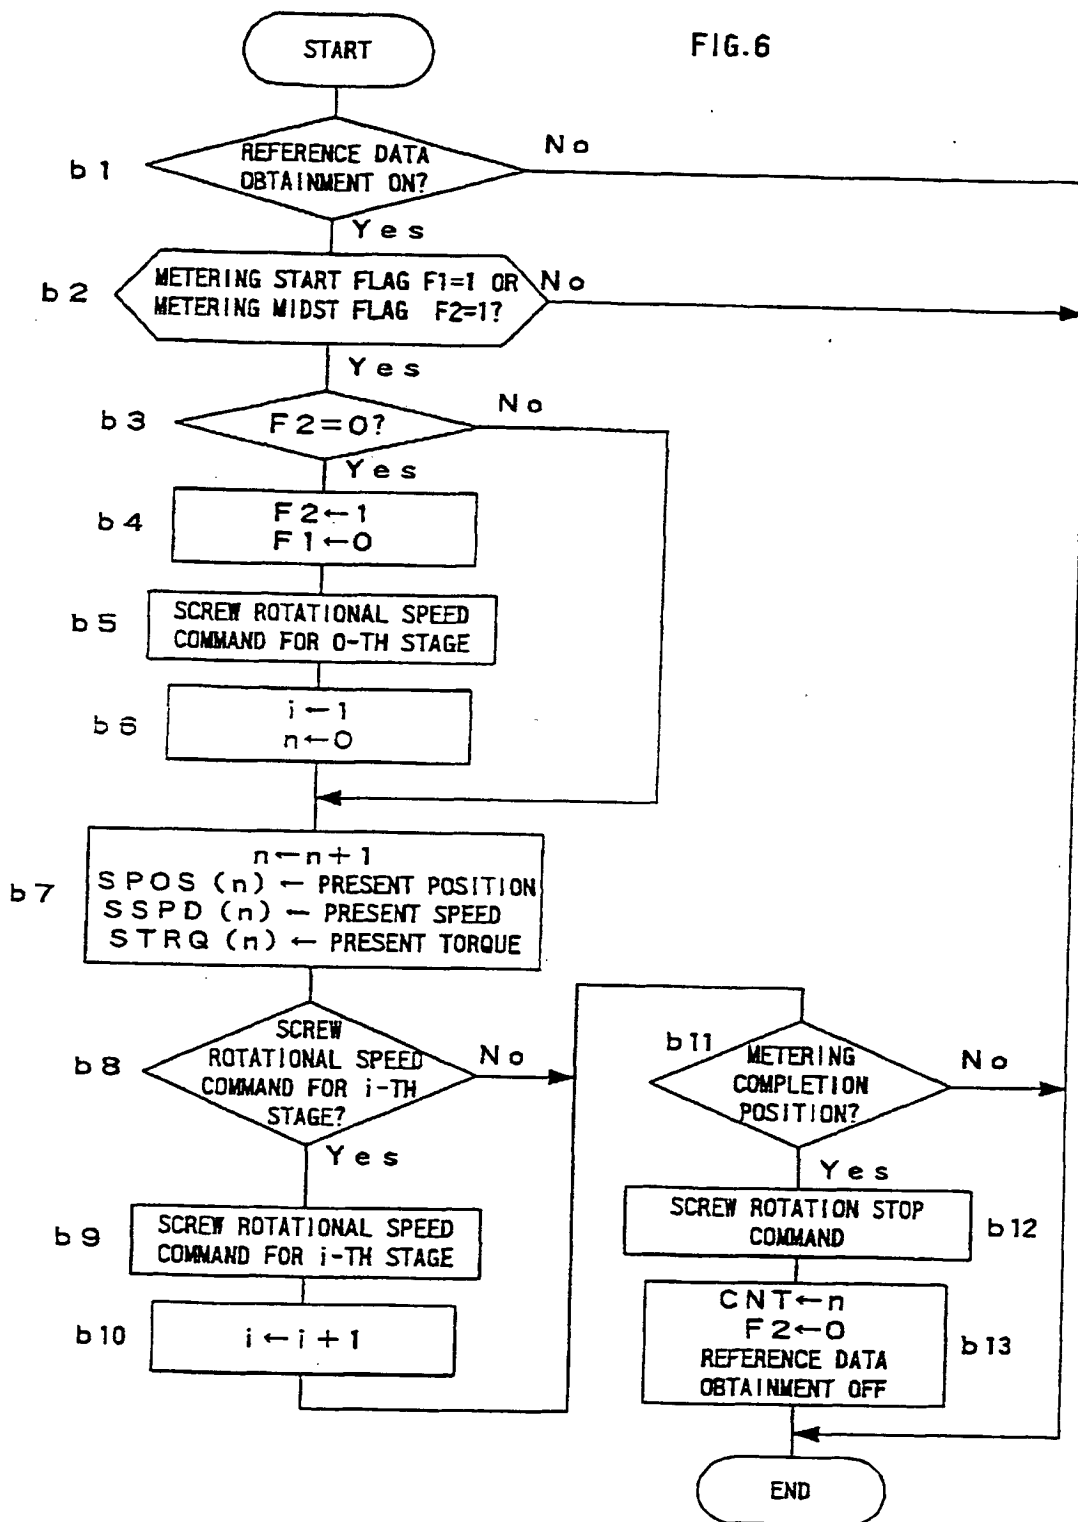 FIG.6
START
b1
REFERENCE DATA
OBTAINMENT ON?
No
Yes
b2
METERING START FLAG F1=1 OR
METERING MIDST FLAG F2=1?
No
Yes
b3
F2=0?
No
Yes
b4
F2←1
F1←0
b5
SCREW ROTATIONAL SPEED
COMMAND FOR 0-TH STAGE
b6
i←1
n←0
b7
n←n+1
SPOS (n) ← PRESENT POSITION
SSPD (n) ← PRESENT SPEED
STRQ (n) ← PRESENT TORQUE
b8
SCREW
ROTATIONAL SPEED
COMMAND FOR i-TH
STAGE?
No
Yes
b9
SCREW ROTATIONAL SPEED
COMMAND FOR i-TH STAGE
b10
i←i+1
b11
METERING
COMPLETION
POSITION?
No
Yes
SCREW ROTATION STOP
COMMAND
b12
CNT←n
F2←0
REFERENCE DATA
OBTAINMENT OFF
b13
END